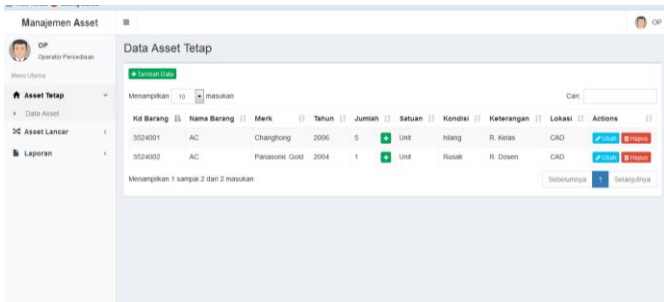 Manajemen Asset
OP
OP
Operator Persediaan
Menu Utama
Asset Tetap
Data Asset
Asset Lancar
Laporan
Data Asset Tetap
Tambah Data
Menampilkan 10 masukan
Cari:
Kd Barang Nama Barang Merk Tahun Jumlah Satuan Kondisi Keterangan Lokasi Actions
3524001 AC Changhong 2006 5 Unit hilang R. Kelas CAD Ubah Hapus
3524002 AC Panasonic Gold 2004 1 Unit Rusak R. Dosen CAD Ubah Hapus
Menampilkan 1 sampai 2 dari 2 masukan
Sebelumnya 1 Selanjutnya